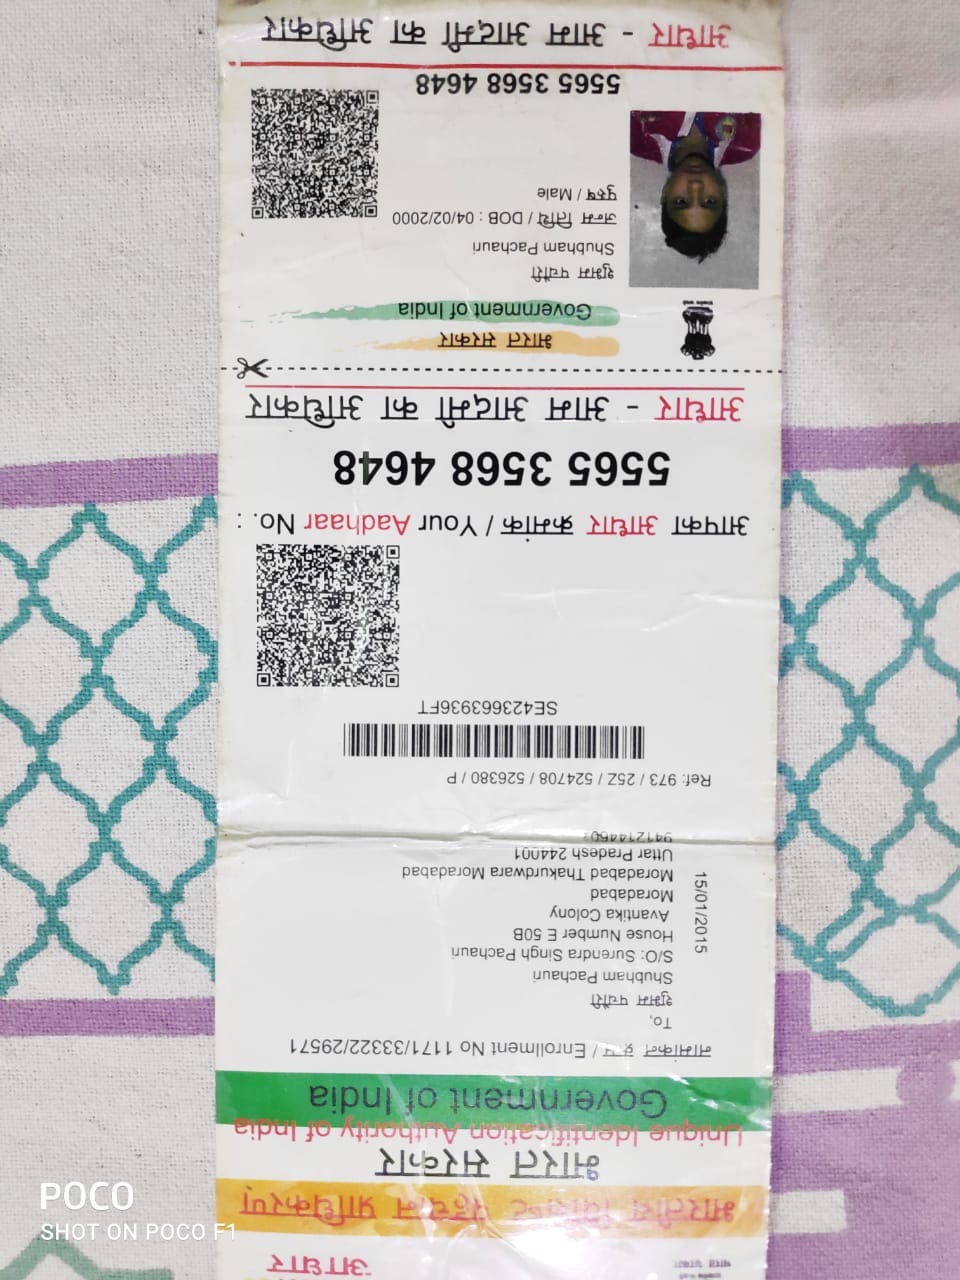 आधार
भारतीय विशिष्ट पहचान प्राधिकरण
भारत सरकार
Unique Identification Authority of India
Government of India
नामांकन क्रम / Enrollment No 1171/33322/29571
To,
शुभम पचौरी
Shubham Pachauri
S/O: Surendra Singh Pachauri
House Number E 50B
Avantika Colony
Moradabad
Moradabad Thakurdwara Moradabad
Uttar Pradesh 244001
15/01/2015
Ref: 973 / 25Z / 524708 / 526380 / P
SE423663936FT
आपका आधार क्रमांक / Your Aadhaar No. :
5565 3568 4648
आधार - आम आदमी का अधिकार
भारत सरकार
Government of India
शुभम पचौरी
Shubham Pachauri
जन्म तिथि / DOB : 04/02/2000
पुरुष / Male
5565 3568 4648
आधार - आम आदमी का अधिकार
POCO
SHOT ON POCO F1